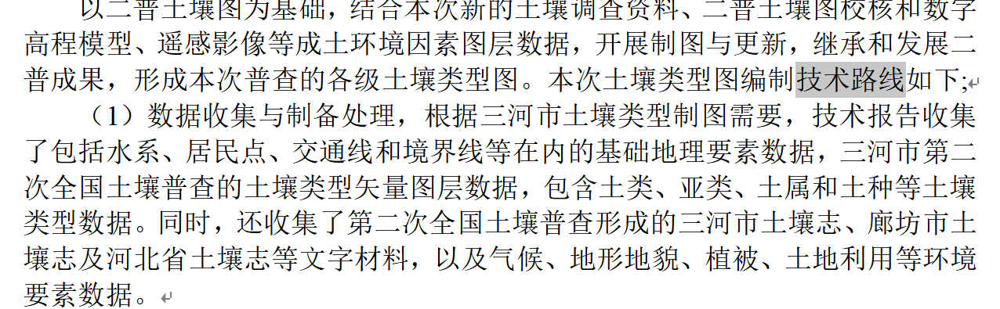 以二普土壤图为基础，结合本次新的土壤调查资料、二普土壤图校核和数字
高程模型、遥感影像等成土环境因素图层数据，开展制图与更新，继承和发展二
普成果，形成本次普查的各级土壤类型图。本次土壤类型图编制技术路线如下;
（1）数据收集与制备处理，根据三河市土壤类型制图需要，技术报告收集
了包括水系、居民点、交通线和境界线等在内的基础地理要素数据，三河市第二
次全国土壤普查的土壤类型矢量图层数据，包含土类、亚类、土属和土种等土壤
类型数据。同时，还收集了第二次全国土壤普查形成的三河市土壤志、廊坊市土
壤志及河北省土壤志等文字材料，以及气候、地形地貌、植被、土地利用等环境
要素数据。